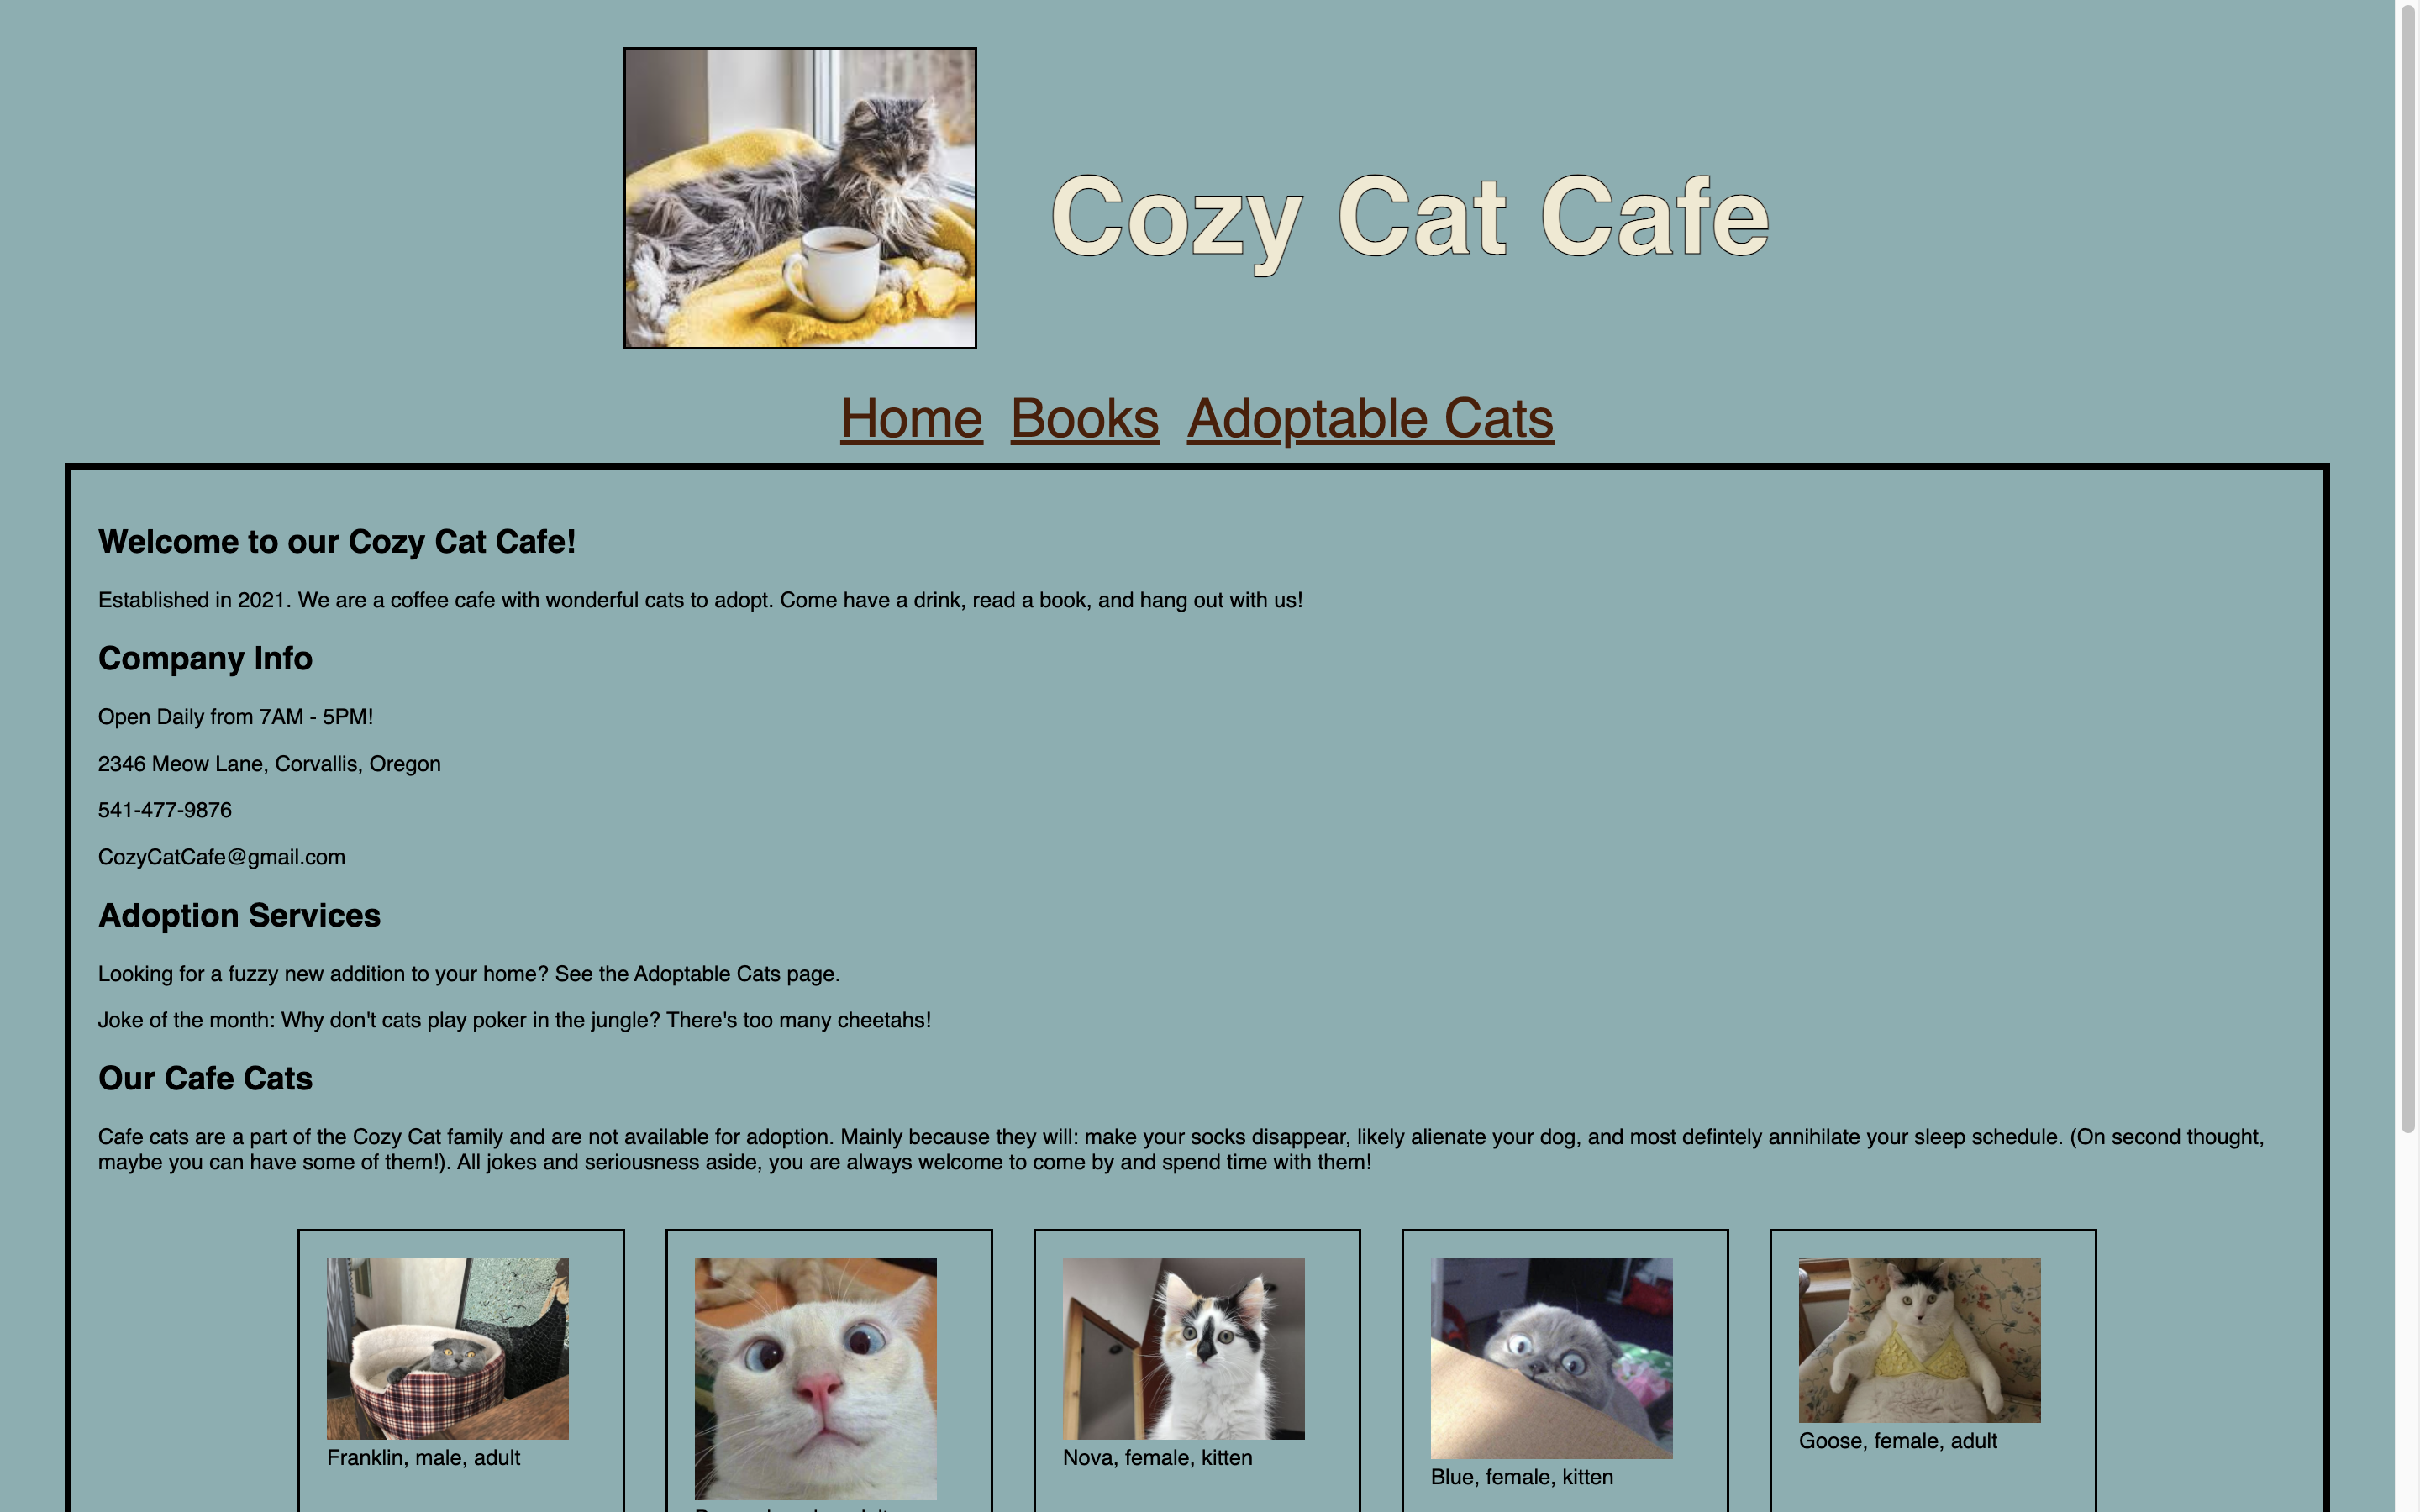 Cozy Cat Cafe
Home Books Adoptable Cats
Welcome to our Cozy Cat Cafe!
Established in 2021. We are a coffee cafe with wonderful cats to adopt. Come have a drink, read a book, and hang out with us!
Company Info
Open Daily from 7AM - 5PM!
2346 Meow Lane, Corvallis, Oregon
541-477-9876
CozyCatCafe@gmail.com
Adoption Services
Looking for a fuzzy new addition to your home? See the Adoptable Cats page.
Joke of the month: Why don't cats play poker in the jungle? There's too many cheetahs!
Our Cafe Cats
Cafe cats are a part of the Cozy Cat family and are not available for adoption. Mainly because they will: make your socks disappear, likely alienate your dog, and most defintely annihilate your sleep schedule. (On second thought,
maybe you can have some of them!). All jokes and seriousness aside, you are always welcome to come by and spend time with them!
Franklin, male, adult
Nova, female, kitten
Blue, female, kitten
Goose, female, adult